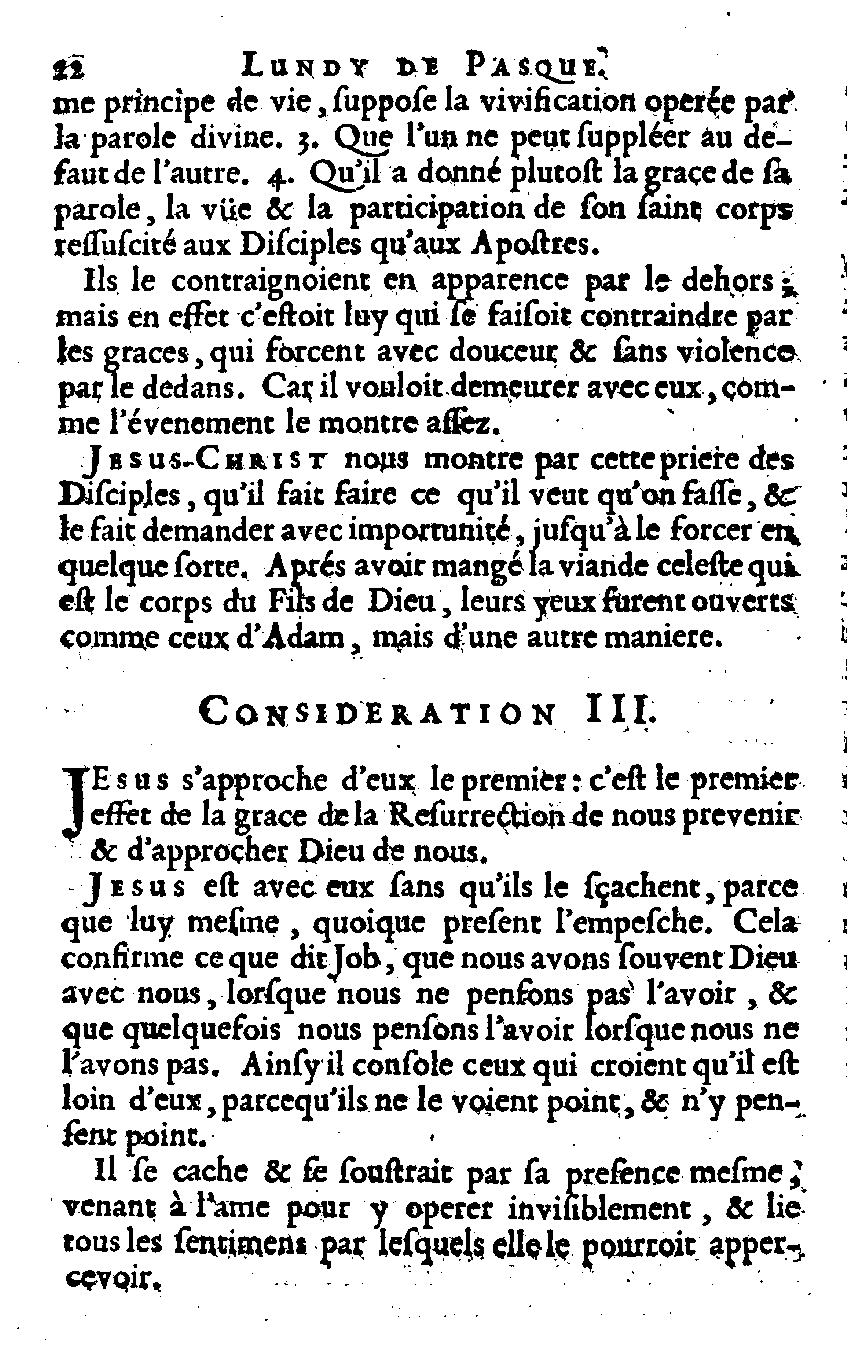 22 LUNDY DE PASQUE.
me principe de vie, ſuppoſe la vivification operée par
la parole divine. 3. Que l'un ne peut ſuppléer au de-
faut de l'autre. 4. Qu'il a donné plutoſt la grace de ſa
parole, la vüe & la participation de ſon ſaint corps
reſſuſcité aux Diſciples qu'aux Apoſtres.
Ils le contraignoient en apparence par le dehors;
mais en effet c'eſtoit luy qui ſe faiſoit contraindre par
les graces, qui forcent avec douceur & ſans violence
par le dedans. Car il vouloit demeurer avec eux, com-
me l'évenement le montre aſſez.
JESUS-CHRIST nous montre par cette priere des
Diſciples, qu'il fait faire ce qu'il veut qu'on faſſe, &
le fait demander avec importunité, juſqu'à le forcer en
quelque ſorte. Aprés avoir mangé la viande celeſte qui
eſt le corps du Fils de Dieu, leurs yeux furent ouverts
comme ceux d'Adam, mais d'une autre maniere.
CONSIDERATION III.
JESUS s'approche d'eux le premier: c'eſt le premier
effet de la grace de la Reſurrection de nous prevenir
& d'approcher Dieu de nous.
JESUS eſt avec eux ſans qu'ils le ſçachent, parce
que luy meſme, quoique preſent l'empeſche. Cela
confirme ce que dit Job, que nous avons ſouvent Dieu
avec nous, lorſque nous ne penſons pas l'avoir, &
que quelquefois nous penſons l'avoir lorſque nous ne
l'avons pas. Ainſy il conſole ceux qui croient qu'il eſt
loin d'eux, parcequ'ils ne le voient point, & n'y pen-
ſent point.
Il ſe cache & ſe ſouſtrait par ſa preſence meſme,
venant à l'ame pour y operer inviſiblement, & lie
tous les ſentimens par leſquels elle le pourroit apper-
cevoir.